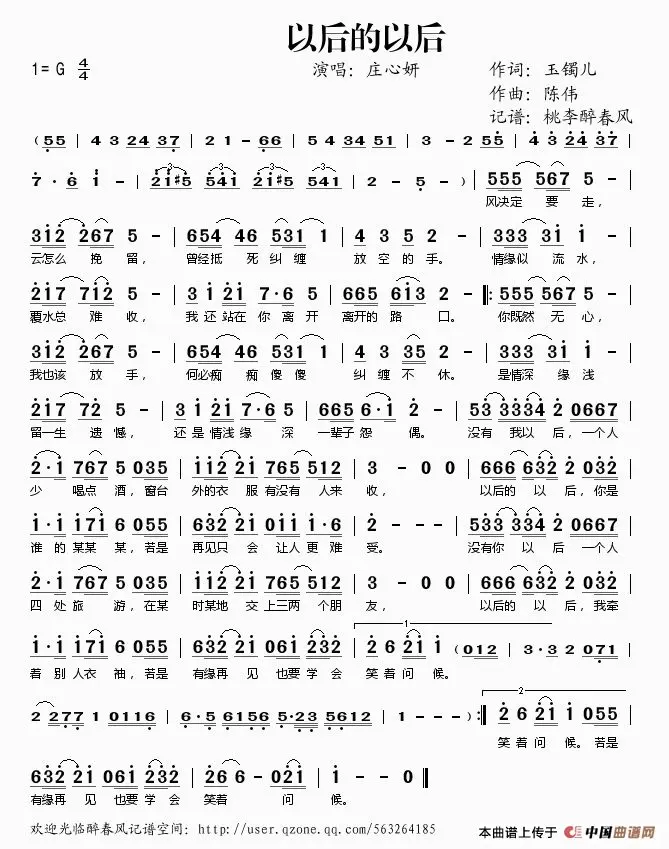 以后的以后
1=G 4/4 演唱：庄心妍 作词：玉镯儿
作曲：陈伟
记谱：桃李醉春风
(55 | 4 3 24 37 | 2 1 - 66 | 5 4 34 51 | 3 - 2 55 | 4 3 24 37 |
7 · 6 1 - | 21#5 541 21#5 541 | 2 - 5 - ) | 555 567 5 - |
风决定 要 走，
312 267 5 - | 654 46 531 1 | 4 3 5 2 - | 333 331 1 - |
云怎么 挽 留， 曾经抵 死 纠缠 放 空 的 手。 情缘似 流 水，
217 712 5 - | 3 1 21 7·6 5 | 665 66 613 - | 2 - - - |: 555 567 5 - |
覆水总 难 收， 我 还 站在 你 离 开 离开的 路 口。 你既然 无 心，
312 267 5 - | 654 46 531 1 | 4 3 35 2 - | 333 331 1 - |
我也该 放 手， 何必痴 痴 傻 傻 纠 缠 不 休。 是情深 缘 浅
217 72 5 - | 3 1 21 7·6 5 | 665 6·1 2 - | 53 3334 2 0667 |
留一生 遗 憾， 还 是 情浅 缘 深 一辈子 怨 偶。 没有 我以 后，一个人
2·1 767 5 035 | 112 21 765 512 | 3 - 0 0 | 666 632 2 032 |
少 唱点 酒，窗台 外的衣 服 有没有 人来 收， 以后的 以 后，你是
1·1 171 6 055 | 632 21 011 1·6 | 2 - - - | 533 3334 2 0667 |
谁 的 某某 某，若是 再见只 会 让人 更 难 受。 没有你 以 后 一个人
2·1 767 5 035 | 112 21 765 512 | 3 - 0 0 | 666 632 2 032 |
四 处 旅 游，在某 时某地 交 上三两 个朋 友， 以后的 以 后，我牵
1·1 171 6 055 | 632 21 061 232 | 2 6 21 1 (012 | 3·3 2 071 |
着 别 人衣 袖，若是 有缘再 见 也要 学 会 笑 着 问 候。
2 277 1 0116 | 6·5 6156 5·23 5612 | 1 - - - ) :| 2 6 21 1 055 |
笑 着 问 候。若是
632 21 061 232 | 26 6 - 021 | 1 - - 0 ‖
有缘再 见 也要 学 会 笑着 问 候。
欢迎光临醉春风记谱空间：http://user.qzone.qq.com/563264185 本曲谱上传于 中国曲谱网